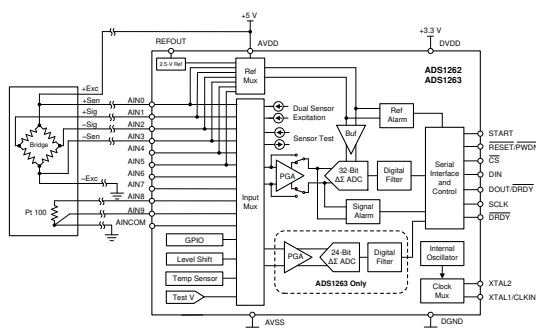 +5 V
+3.3 V
REFOUT
AVDD
DVDD
2.5-V Ref
Ref
Mux
ADS1262
ADS1263
+Exc
+Sen
+Sig
−Sig
−Sen
−Exc
Bridge
Pt 100
AIN0
AIN1
AIN2
AIN3
AIN4
AIN5
AIN6
AIN7
AIN8
AIN9
AINCOM
Input
Mux
Dual Sensor
Excitation
Sensor Test
Buf
Ref
Alarm
PGA
32-Bit
ΔΣ ADC
Digital
Filter
Serial
Interface
and
Control
Signal
Alarm
START
RESET/PWDN
CS
DIN
DOUT/DRDY
SCLK
DRDY
GPIO
Level Shift
Temp Sensor
Test V
PGA
24-Bit
ΔΣ ADC
Digital
Filter
ADS1263 Only
Internal
Oscillator
Clock
Mux
XTAL2
XTAL1/CLKIN
AVSS
DGND